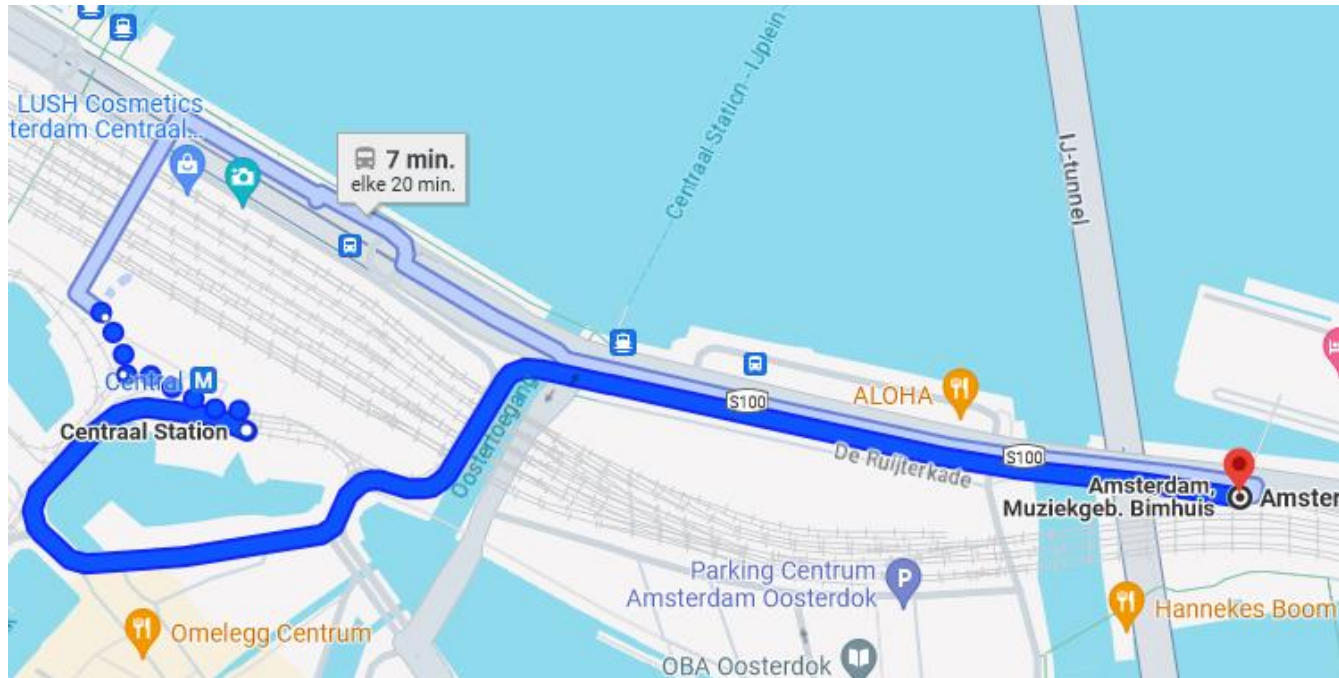 LUSH Cosmetics
terdam Centraal...
7 min.
elke 20 min.
Centraal Station - IJplein
IJ-tunnel
Central M
Centraal Station
Oostertoegang
S100
ALOHA
De Ruijterkade
S100
Amsterdam,
Muziekgeb. Bimhuis
Amster
Parking Centrum
Amsterdam Oosterdok
P
Hannekes Boom
Omelegg Centrum
OBA Oosterdok